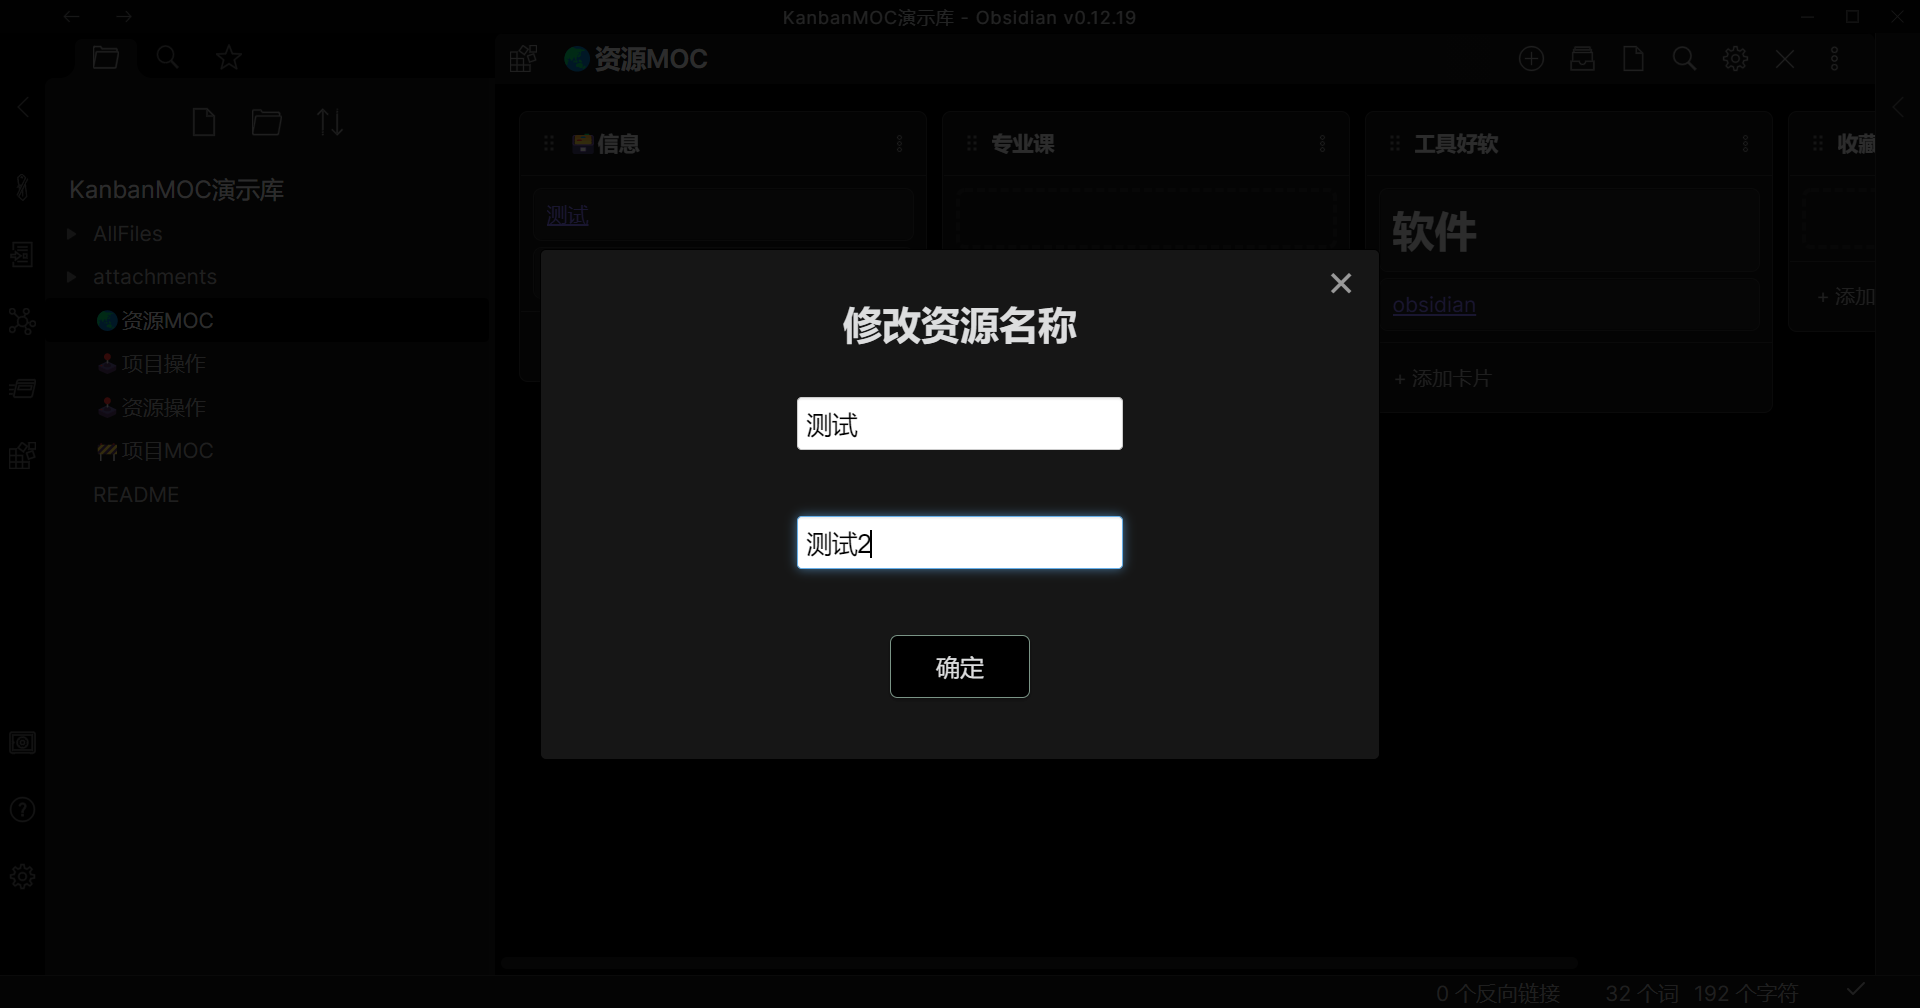 KanbanMOC演示库 - Obsidian v0.12.19
资源MOC
KanbanMOC演示库
AllFiles
attachments
资源MOC
项目操作
资源操作
项目MOC
README
信息
测试
专业课
工具好软
软件
obsidian
+ 添加卡片
收藏
+ 添加
修改资源名称
测试
测试2
确定
0 个反向链接
32 个词
192 个字符